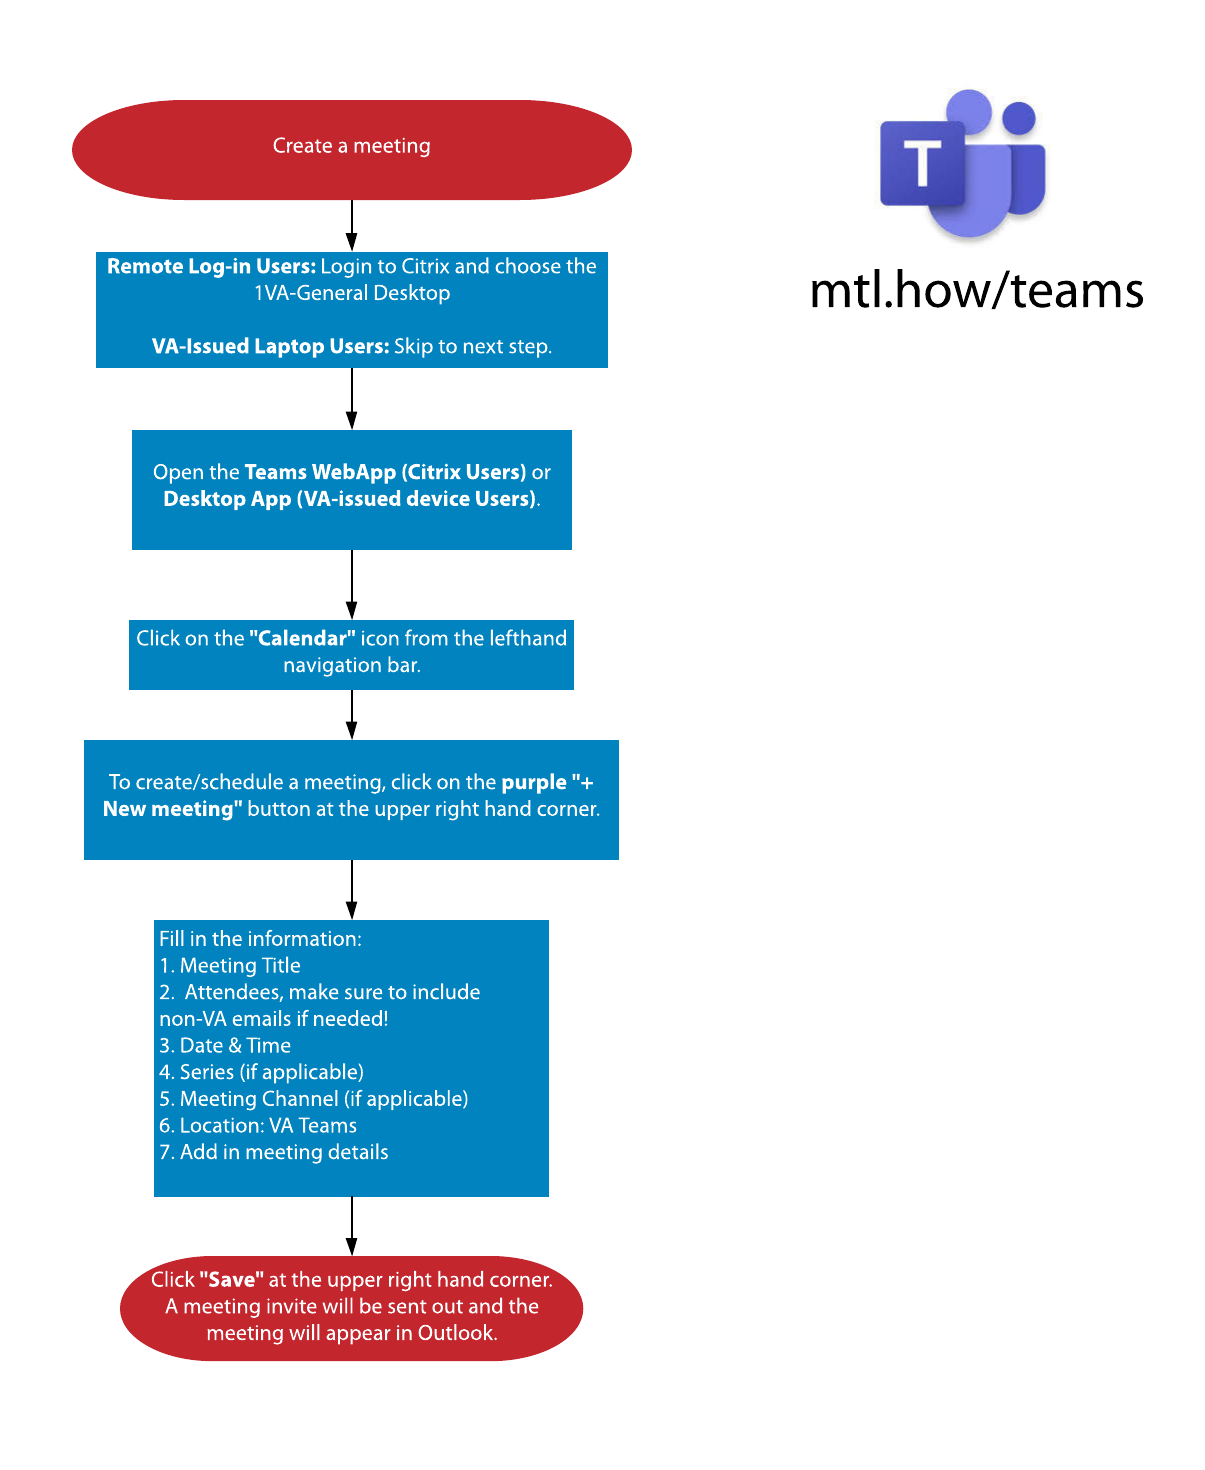 Create a meeting
Remote Log-in Users: Login to Citrix and choose the
1VA-General Desktop
VA-Issued Laptop Users: Skip to next step.
Open the Teams WebApp (Citrix Users) or
Desktop App (VA-issued device Users).
Click on the "Calendar" icon from the lefthand
navigation bar.
To create/schedule a meeting, click on the purple "+
New meeting" button at the upper right hand corner.
Fill in the information:
1. Meeting Title
2.  Attendees, make sure to include
non-VA emails if needed!
3. Date & Time
4. Series (if applicable)
5. Meeting Channel (if applicable)
6. Location: VA Teams
7. Add in meeting details
Click "Save" at the upper right hand corner.
A meeting invite will be sent out and the
meeting will appear in Outlook.
T
mtl.how/teams